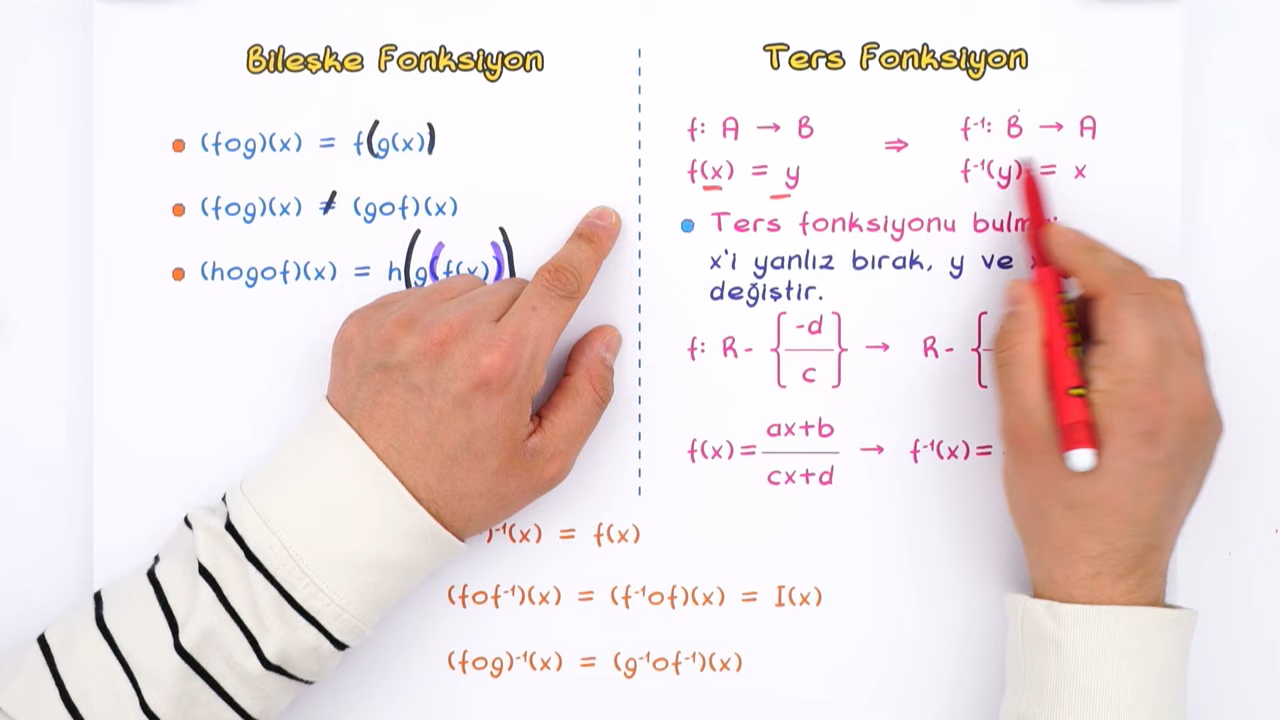 Bileşke Fonksiyon
(fog)(x) = f(g(x))
(fog)(x) ≠ (gof)(x)
(hogof)(x) = h(g(f(x)))
Ters Fonksiyon
f: A → B ⇒ f⁻¹: B → A
f(x) = y f⁻¹(y) = x
Ters fonksiyonu
x'i yanlız bırak, y ve
değiştir.
f: R - {-d/c} → R - {
f(x) = ax+b/cx+d → f⁻¹(x) =
)⁻¹(x) = f(x)
(fof⁻¹)(x) = (f⁻¹of)(x) = I(x)
(fog)⁻¹(x) = (g⁻¹of⁻¹)(x)